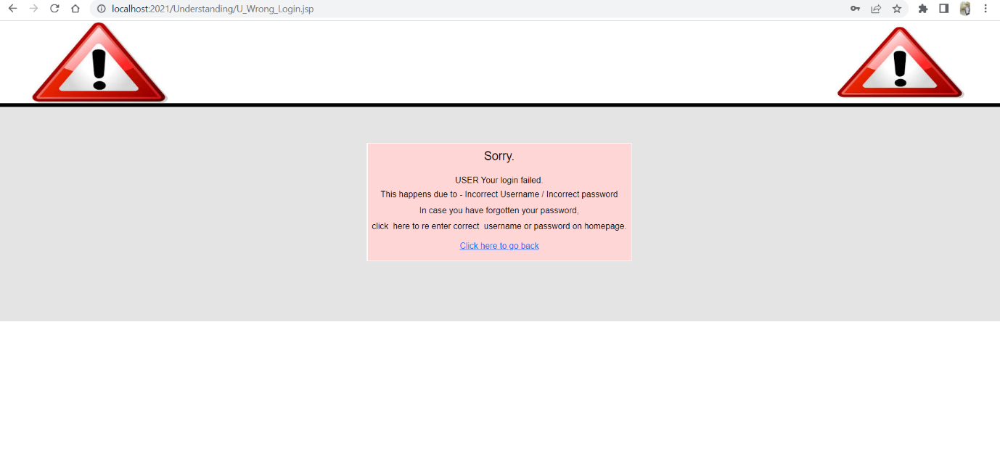 localhost:2021/Understanding/U_Wrong_Login.jsp
Sorry.
USER Your login failed.
This happens due to - Incorrect Username / Incorrect password
In case you have forgotten your password,
click  here to re enter correct  username or password on homepage.
Click here to go back